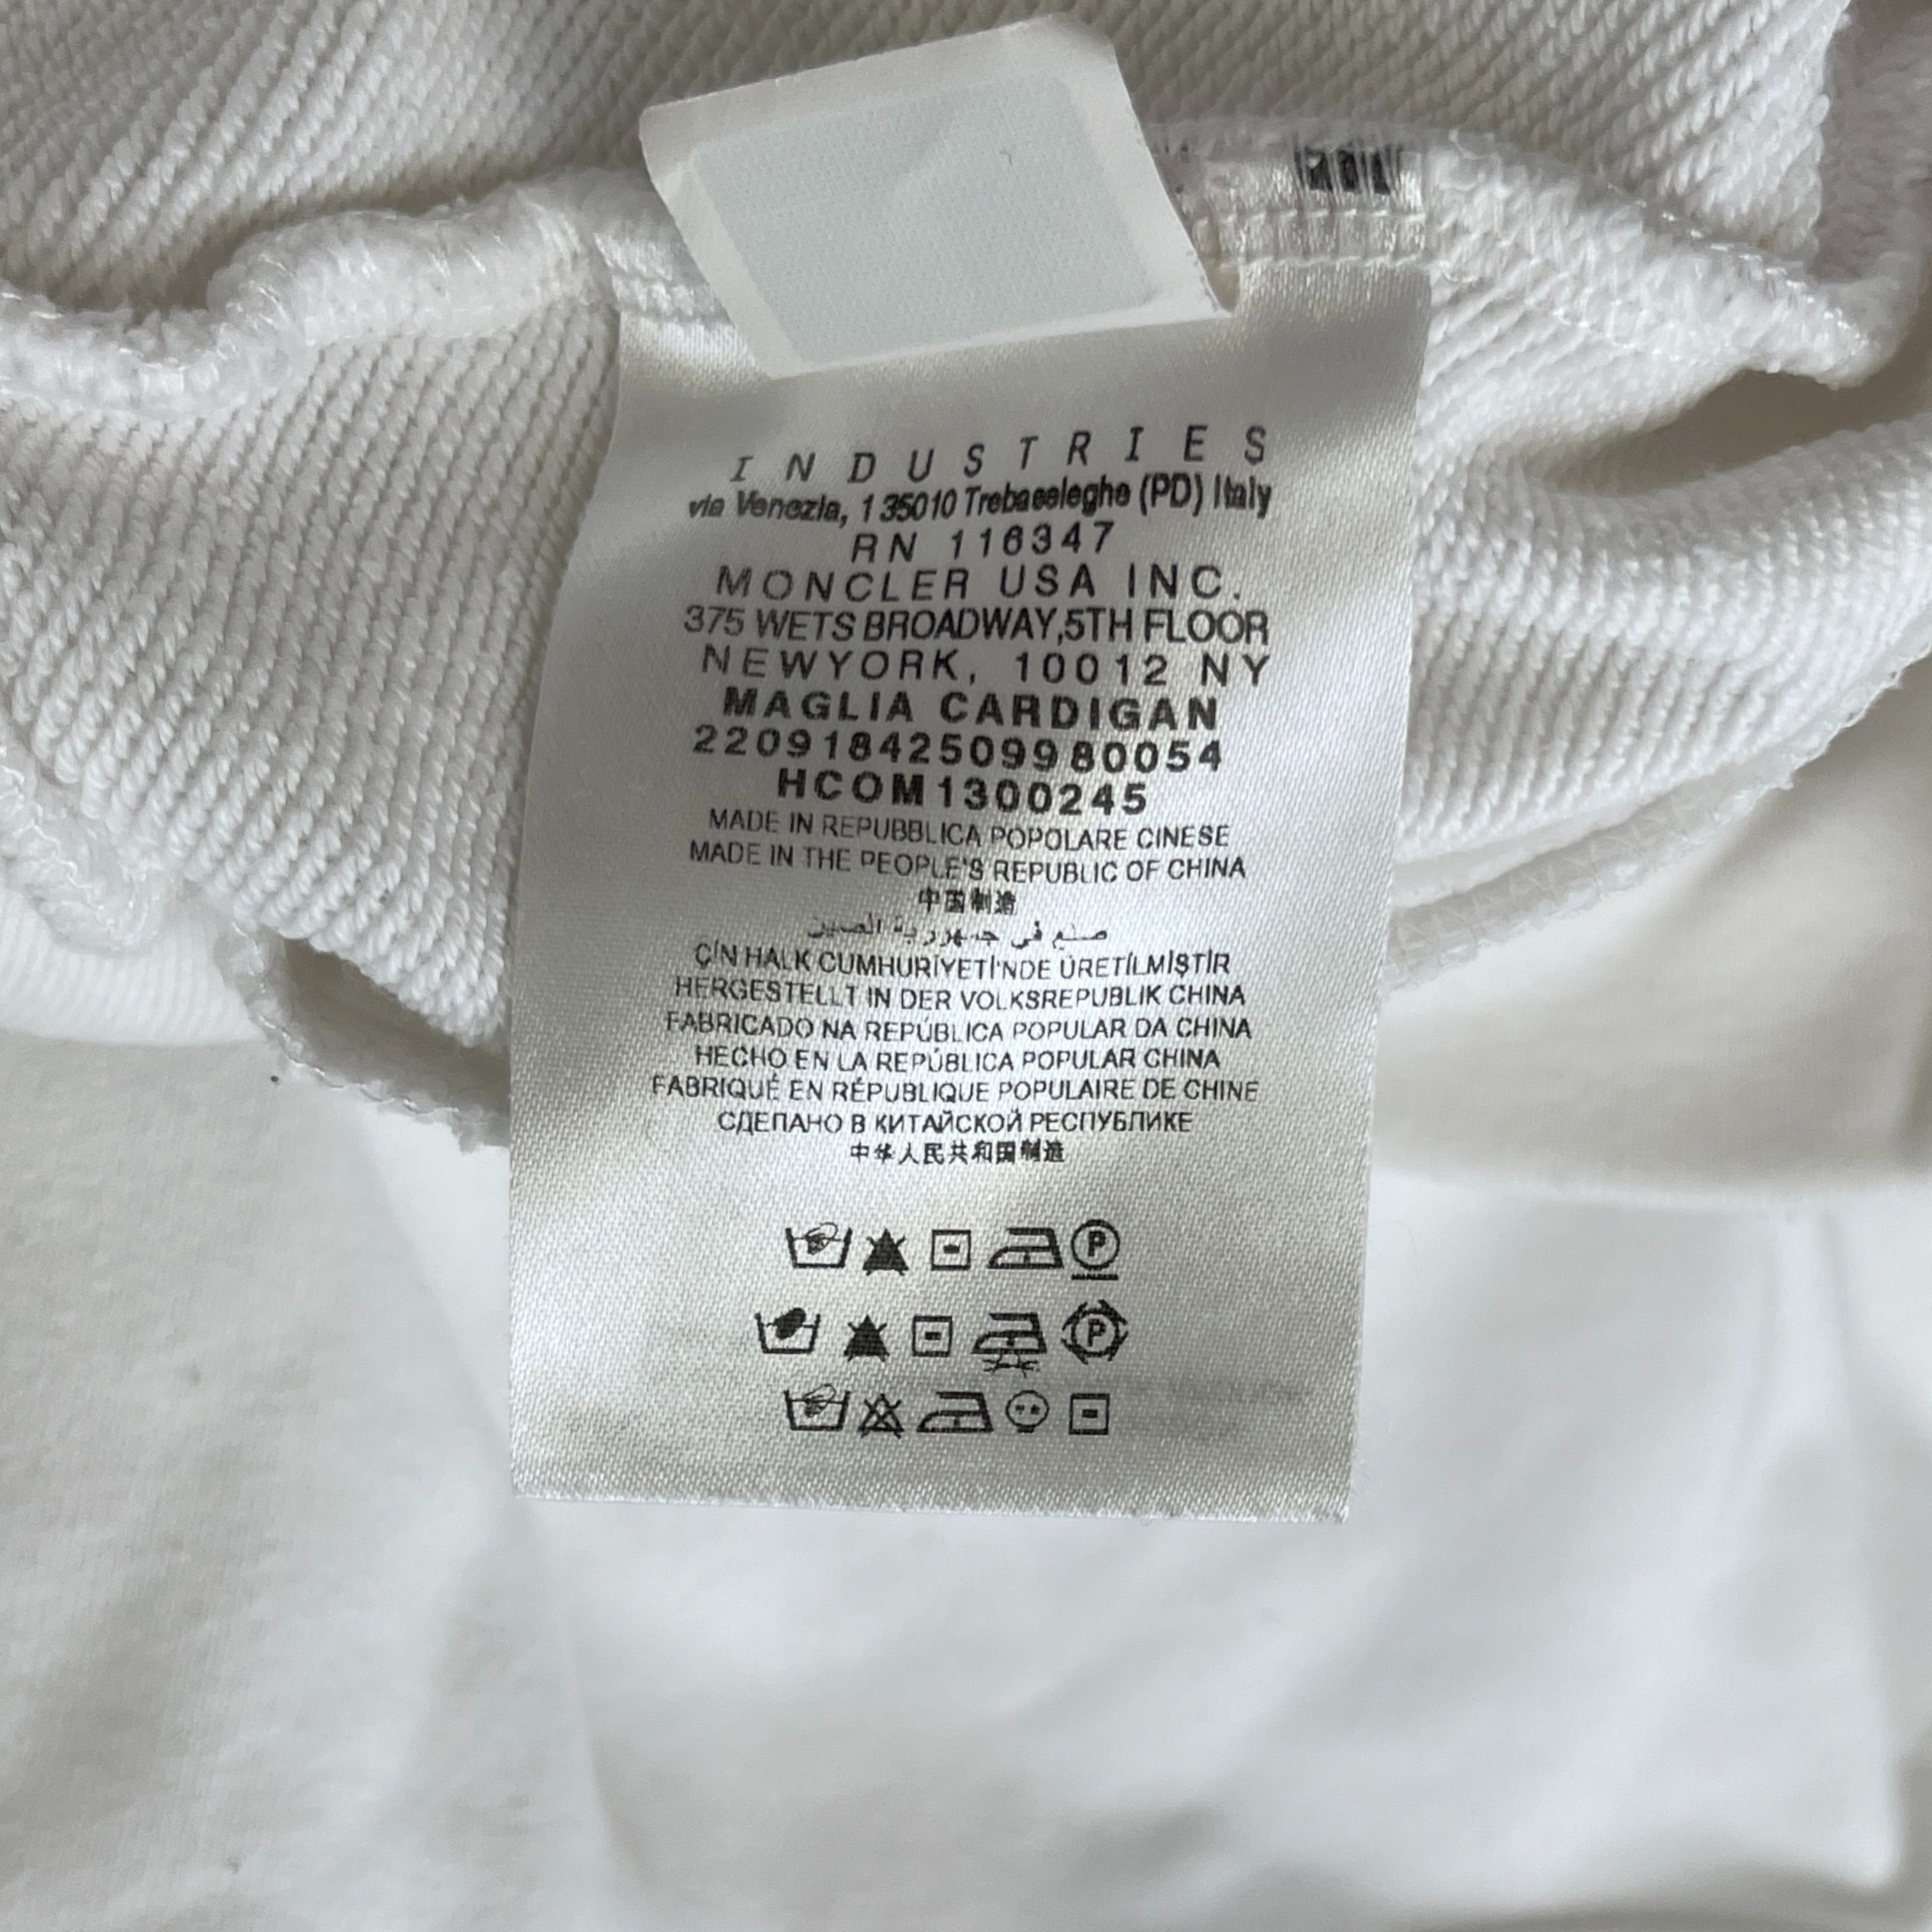 INDUSTRIES
via Venezia, 1 35010 Trebaseleghe (PD) Italy
RN 116347
MONCLER USA INC.
375 WETS BROADWAY,5TH FLOOR
NEWYORK, 10012 NY
MAGLIA CARDIGAN
22091842509980054
HCOM1300245
MADE IN REPUBBLICA POPOLARE CINESE
MADE IN THE PEOPLE'S REPUBLIC OF CHINA
中国制造
صنع في جمهورية الصين
ÇİN HALK CUMHURİYETİ'NDE ÜRETİLMİŞTİR
HERGESTELLT IN DER VOLKSREPUBLIK CHINA
FABRICADO NA REPÚBLICA POPULAR DA CHINA
HECHO EN LA REPÚBLICA POPULAR CHINA
FABRIQUÉ EN RÉPUBLIQUE POPULAIRE DE CHINE
СДЕПАНО В КИТАЙСКОЙ РЕСПУБПИКЕ
中华人民共和国制造
P
P